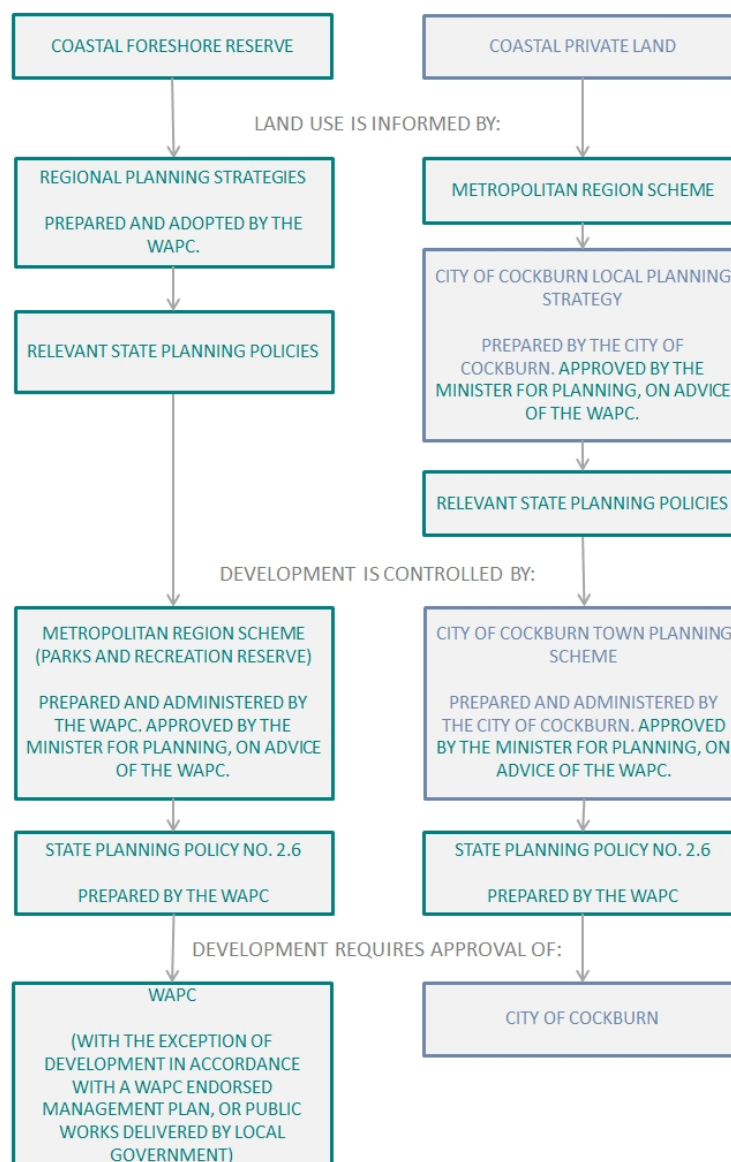 COASTAL FORESHORE RESERVE
COASTAL PRIVATE LAND
LAND USE IS INFORMED BY:
REGIONAL PLANNING STRATEGIES
PREPARED AND ADOPTED BY THE
WAPC.
RELEVANT STATE PLANNING POLICIES
METROPOLITAN REGION SCHEME
CITY OF COCKBURN LOCAL PLANNING
STRATEGY
PREPARED BY THE CITY OF
COCKBURN. APPROVED BY THE
MINISTER FOR PLANNING, ON ADVICE
OF THE WAPC.
RELEVANT STATE PLANNING POLICIES
DEVELOPMENT IS CONTROLLED BY:
METROPOLITAN REGION SCHEME
(PARKS AND RECREATION RESERVE)
PREPARED AND ADMINISTERED BY
THE WAPC. APPROVED BY THE
MINISTER FOR PLANNING, ON ADVICE
OF THE WAPC.
CITY OF COCKBURN TOWN PLANNING
SCHEME
PREPARED AND ADMINISTERED BY
THE CITY OF COCKBURN. APPROVED
BY THE MINISTER FOR PLANNING, ON
ADVICE OF THE WAPC.
STATE PLANNING POLICY NO. 2.6
PREPARED BY THE WAPC
STATE PLANNING POLICY NO. 2.6
PREPARED BY THE WAPC
DEVELOPMENT REQUIRES APPROVAL OF:
WAPC
(WITH THE EXCEPTION OF
DEVELOPMENT IN ACCORDANCE
WITH A WAPC ENDORSED
MANAGEMENT PLAN, OR PUBLIC
WORKS DELIVERED BY LOCAL
GOVERNMENT)
CITY OF COCKBURN